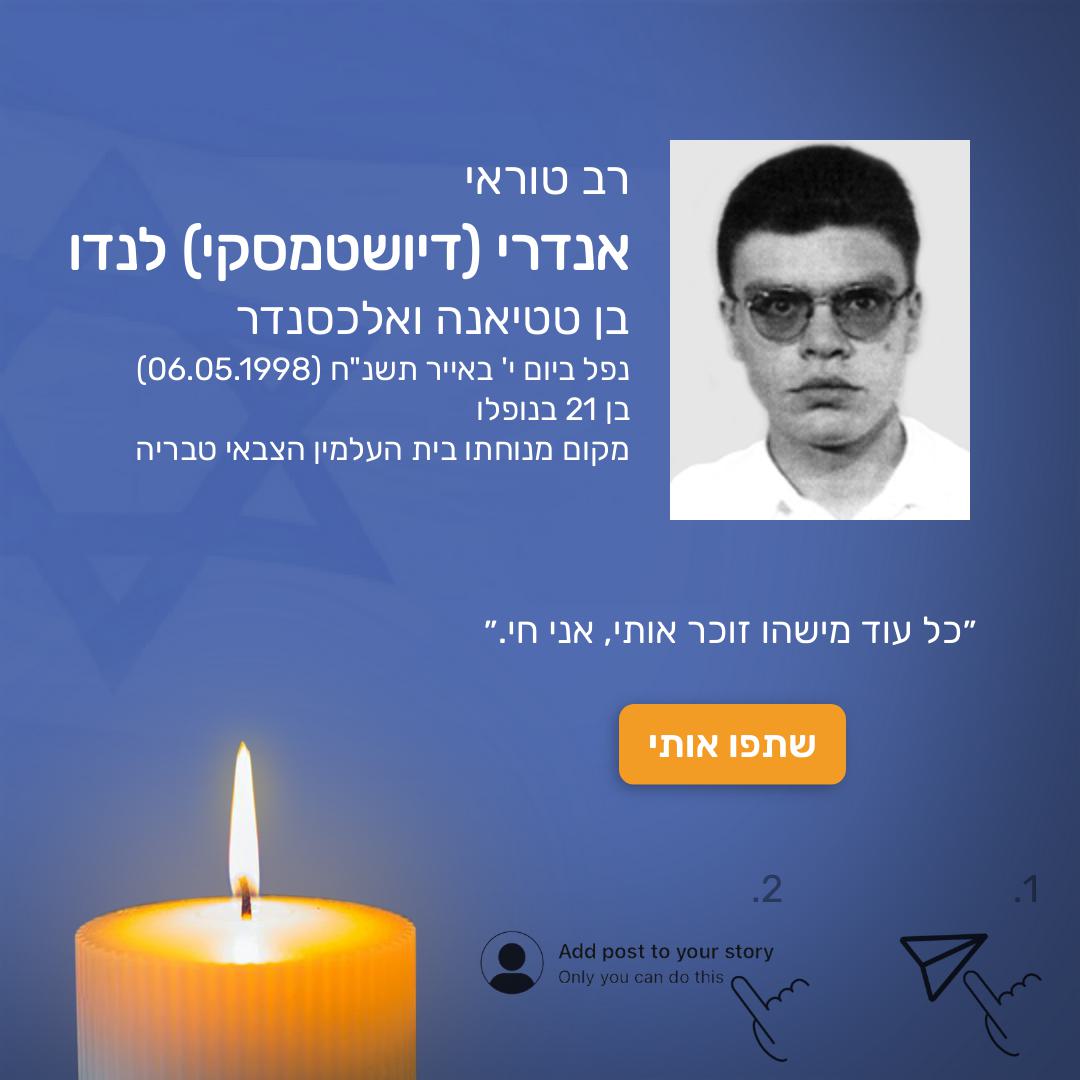 רב טוראי
אנדרי (דיושטמסקי) לנדו
בן טטיאנה ואלכסנדר
נפל ביום י' באייר תשנ"ח (06.05.1998)
בן 21 בנופלו
מקום מנוחתו בית העלמין הצבאי טבריה
״כל עוד מישהו זוכר אותי, אני חי.״
שתפו אותי
1.
2.
Add post to your story
Only you can do this